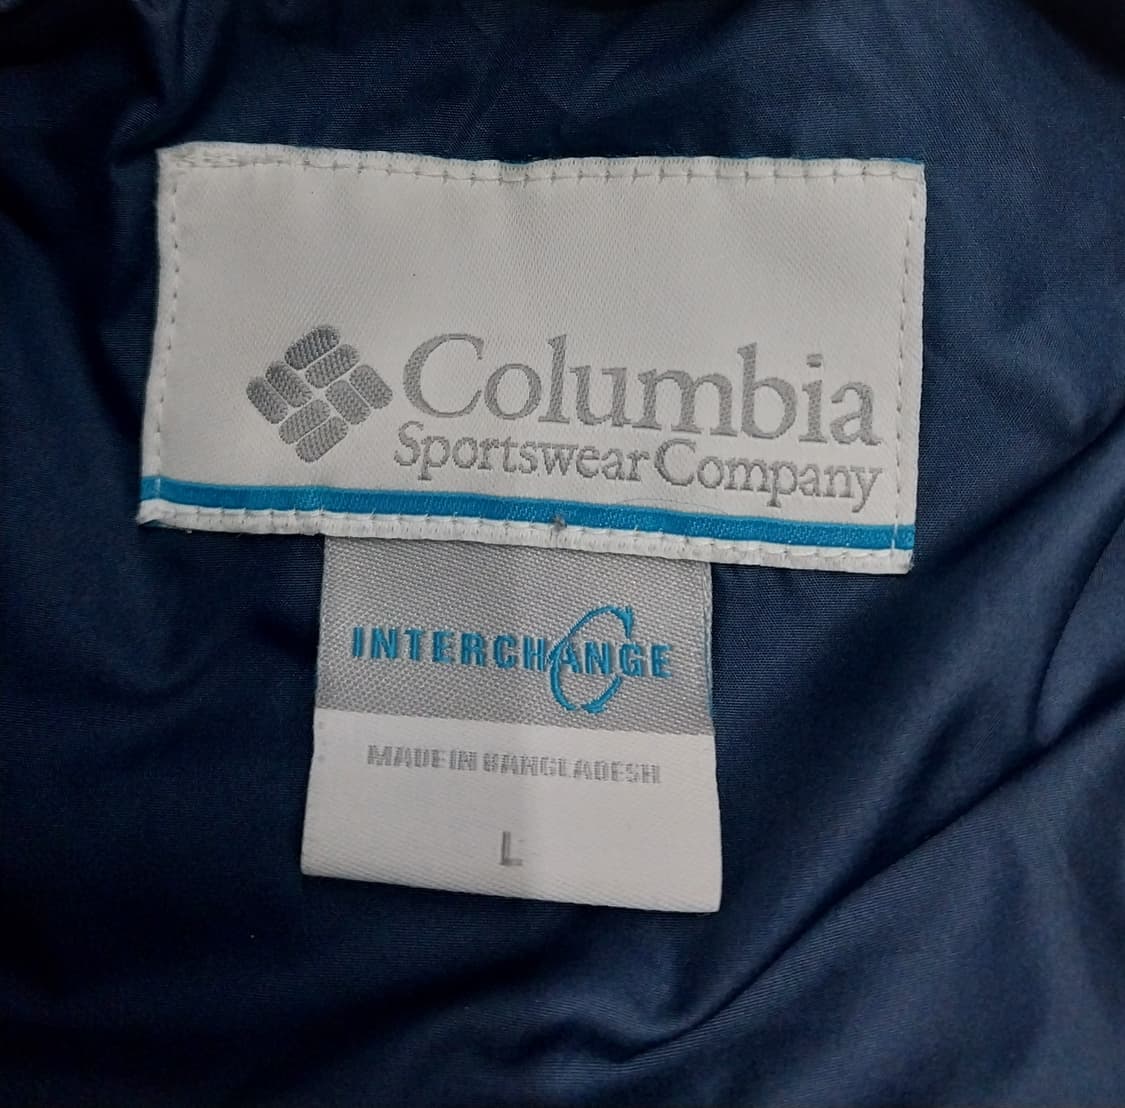 Columbia
Sportswear Company
INTERCHANGE
MADE IN BANGLADESH
L